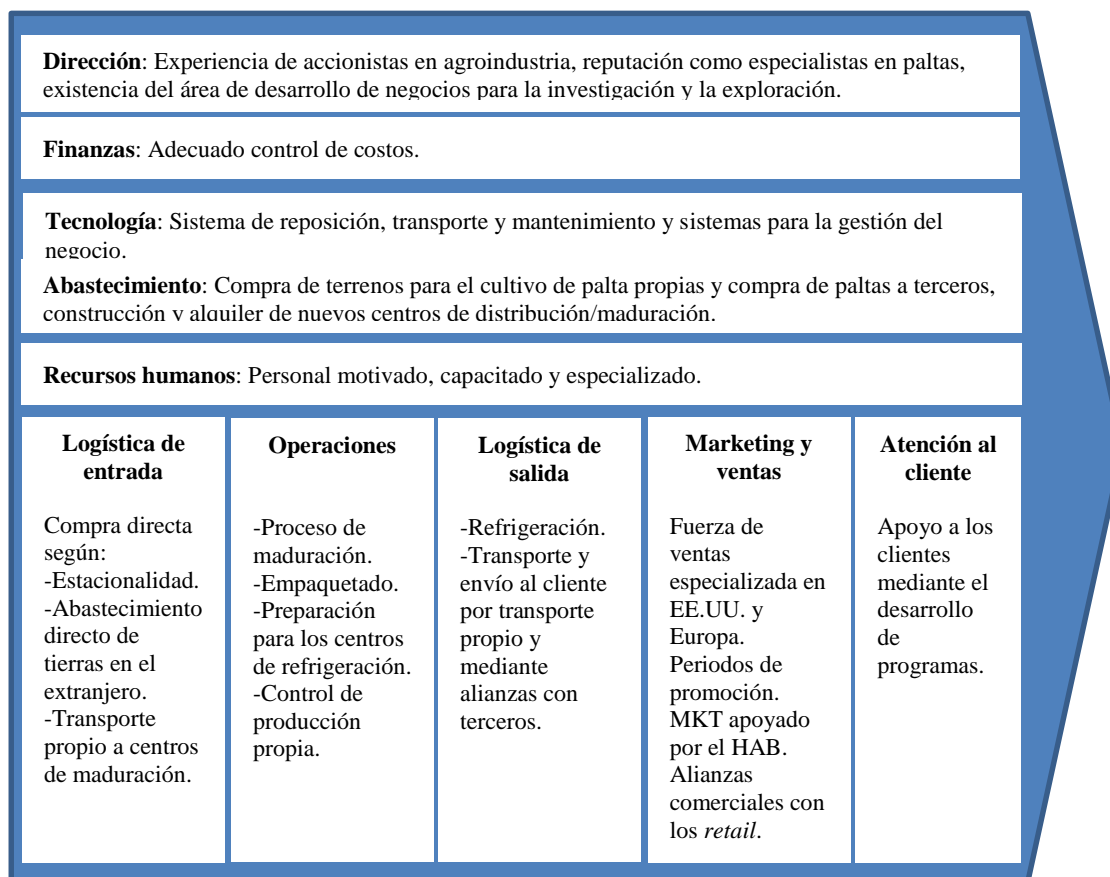 Dirección: Experiencia de accionistas en agroindustria, reputación como especialistas en paltas,
existencia del área de desarrollo de negocios para la investigación y la exploración.
Finanzas: Adecuado control de costos.
Tecnología: Sistema de reposición, transporte y mantenimiento y sistemas para la gestión del
negocio.
Abastecimiento: Compra de terrenos para el cultivo de palta propias y compra de paltas a terceros,
construcción y alquiler de nuevos centros de distribución/maduración.
Recursos humanos: Personal motivado, capacitado y especializado.
Logística de
entrada
Compra directa
según:
-Estacionalidad.
-Abastecimiento
directo de
tierras en el
extranjero.
-Transporte
propio a centros
de maduración.
Operaciones
-Proceso de
maduración.
-Empaquetado.
-Preparación
para los centros
de refrigeración.
-Control de
producción
propia.
Logística de
salida
-Refrigeración.
-Transporte y
envío al cliente
por transporte
propio y
mediante
alianzas con
terceros.
Marketing y
ventas
Fuerza de
ventas
especializada en
EE.UU. y
Europa.
Periodos de
promoción.
MKT apoyado
por el HAB.
Alianzas
comerciales con
los retail.
Atención al
cliente
Apoyo a los
clientes
mediante el
desarrollo
de
programas.